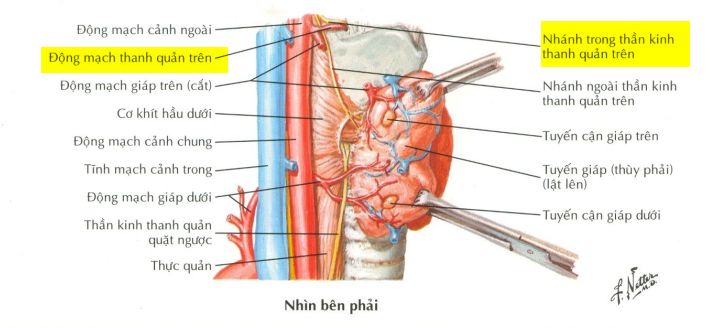 Động mạch cảnh ngoài
Động mạch thanh quản trên
Động mạch giáp trên (cắt)
Cơ khít hầu dưới
Động mạch cảnh chung
Tĩnh mạch cảnh trong
Động mạch giáp dưới
Thần kinh thanh quản
quặt ngược
Thực quản
Nhánh trong thần kinh
thanh quản trên
Nhánh ngoài thần kinh
thanh quản trên
Tuyến cận giáp trên
Tuyến giáp (thùy phải)
(lật lên)
Tuyến cận giáp dưới
Nhìn bên phải
F. Netter
M.D.